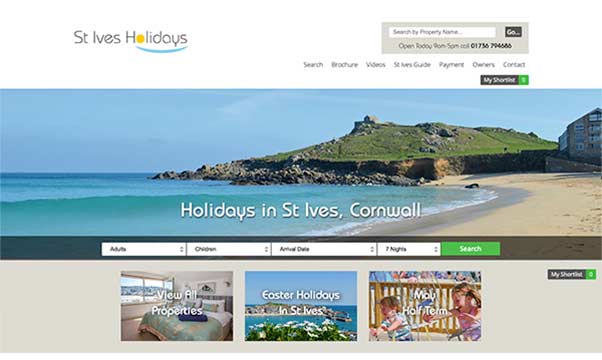 St Ives Holidays
Search by Property Name...
Go...
Open Today 9am-5pm call 01736 794686
Search Brochure Videos St Ives Guide Payment Owners Contact
My Shortlist 0
Holidays in St Ives, Cornwall
Adults Children Arrival Date 7 Nights Search
My Shortlist 0
View All
Properties
Easter Holidays
In St Ives
May
Half Term